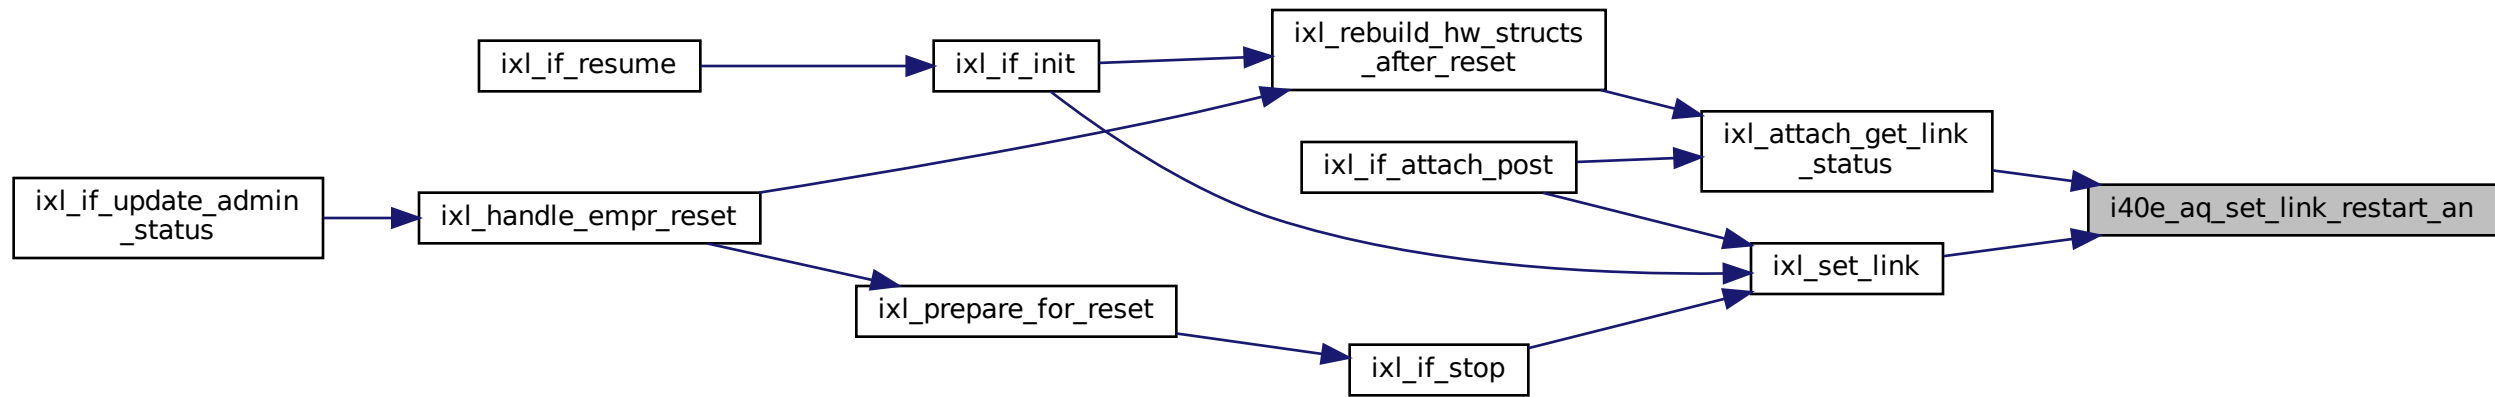 ixl_rebuild_hw_structs
_after_reset
ixl_if_resume
ixl_if_init
ixl_attach_get_link
_status
ixl_if_attach_post
ixl_if_update_admin
_status
ixl_handle_empr_reset
i40e_aq_set_link_restart_an
ixl_set_link
ixl_prepare_for_reset
ixl_if_stop